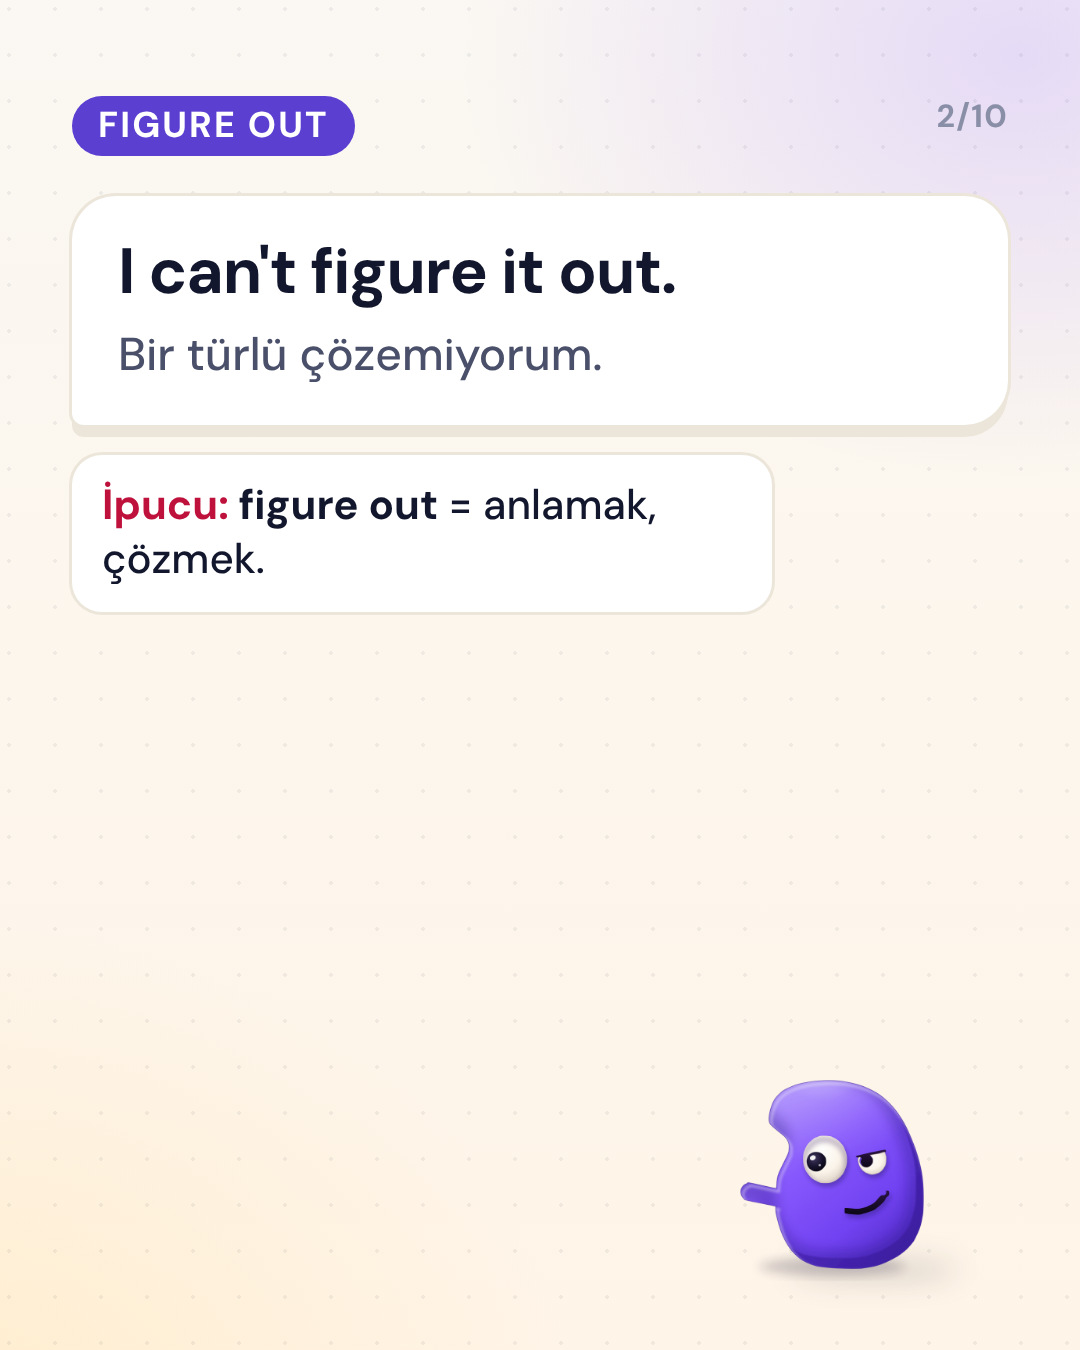 FIGURE OUT
2/10
I can't figure it out.
Bir türlü çözemiyorum.
İpucu: figure out = anlamak,
çözmek.